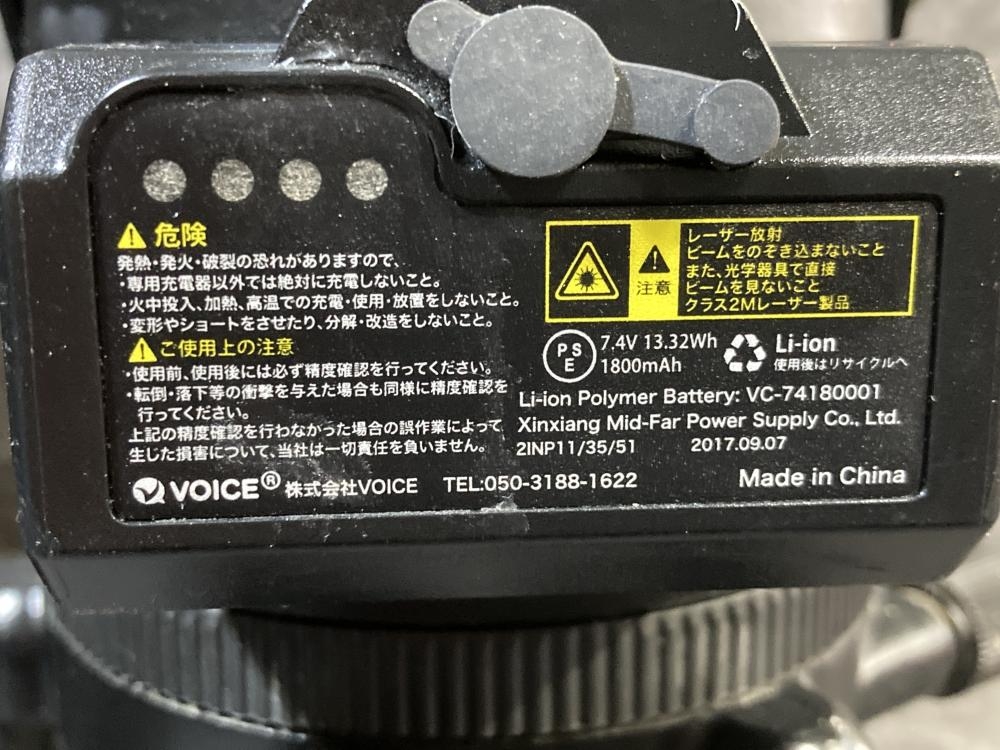 危険
発熱・発火・破裂の恐れがありますので、
・専用充電器以外では絶対に充電しないこと。
・火中投入、加熱、高温での充電・使用・放置をしないこと。
・変形やショートをさせたり、分解・改造をしないこと。
ご使用上の注意
・使用前、使用後には必ず精度確認を行ってください。
・転倒・落下等の衝撃を与えた場合も同様に精度確認を
行ってください。
上記の精度確認を行わなかった場合の誤作業によって
生じた損害について、当社は一切責任を負いません。
VOICE® 株式会社VOICE TEL:050-3188-1622
注意
レーザー放射
ビームをのぞき込まないこと
また、光学器具で直接
ビームを見ないこと
クラス2Mレーザー製品
PSE
7.4V 13.32Wh
1800mAh
Li-ion
使用後はリサイクルへ
Li-ion Polymer Battery: VC-74180001
Xinxiang Mid-Far Power Supply Co., Ltd.
2INP11/35/51 2017.09.07
Made in China